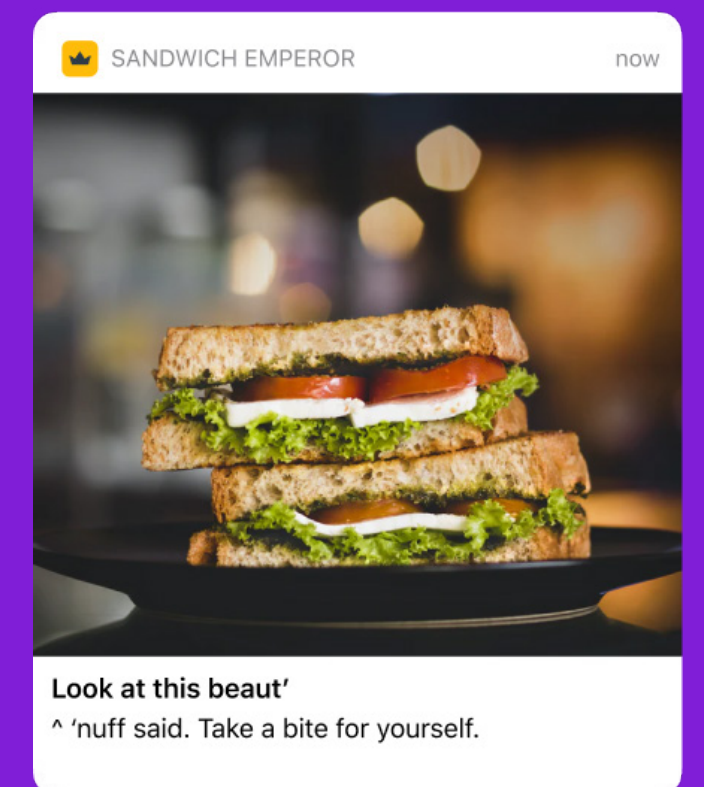 SANDWICH EMPEROR now
Look at this beaut’
^ ‘nuff said. Take a bite for yourself.